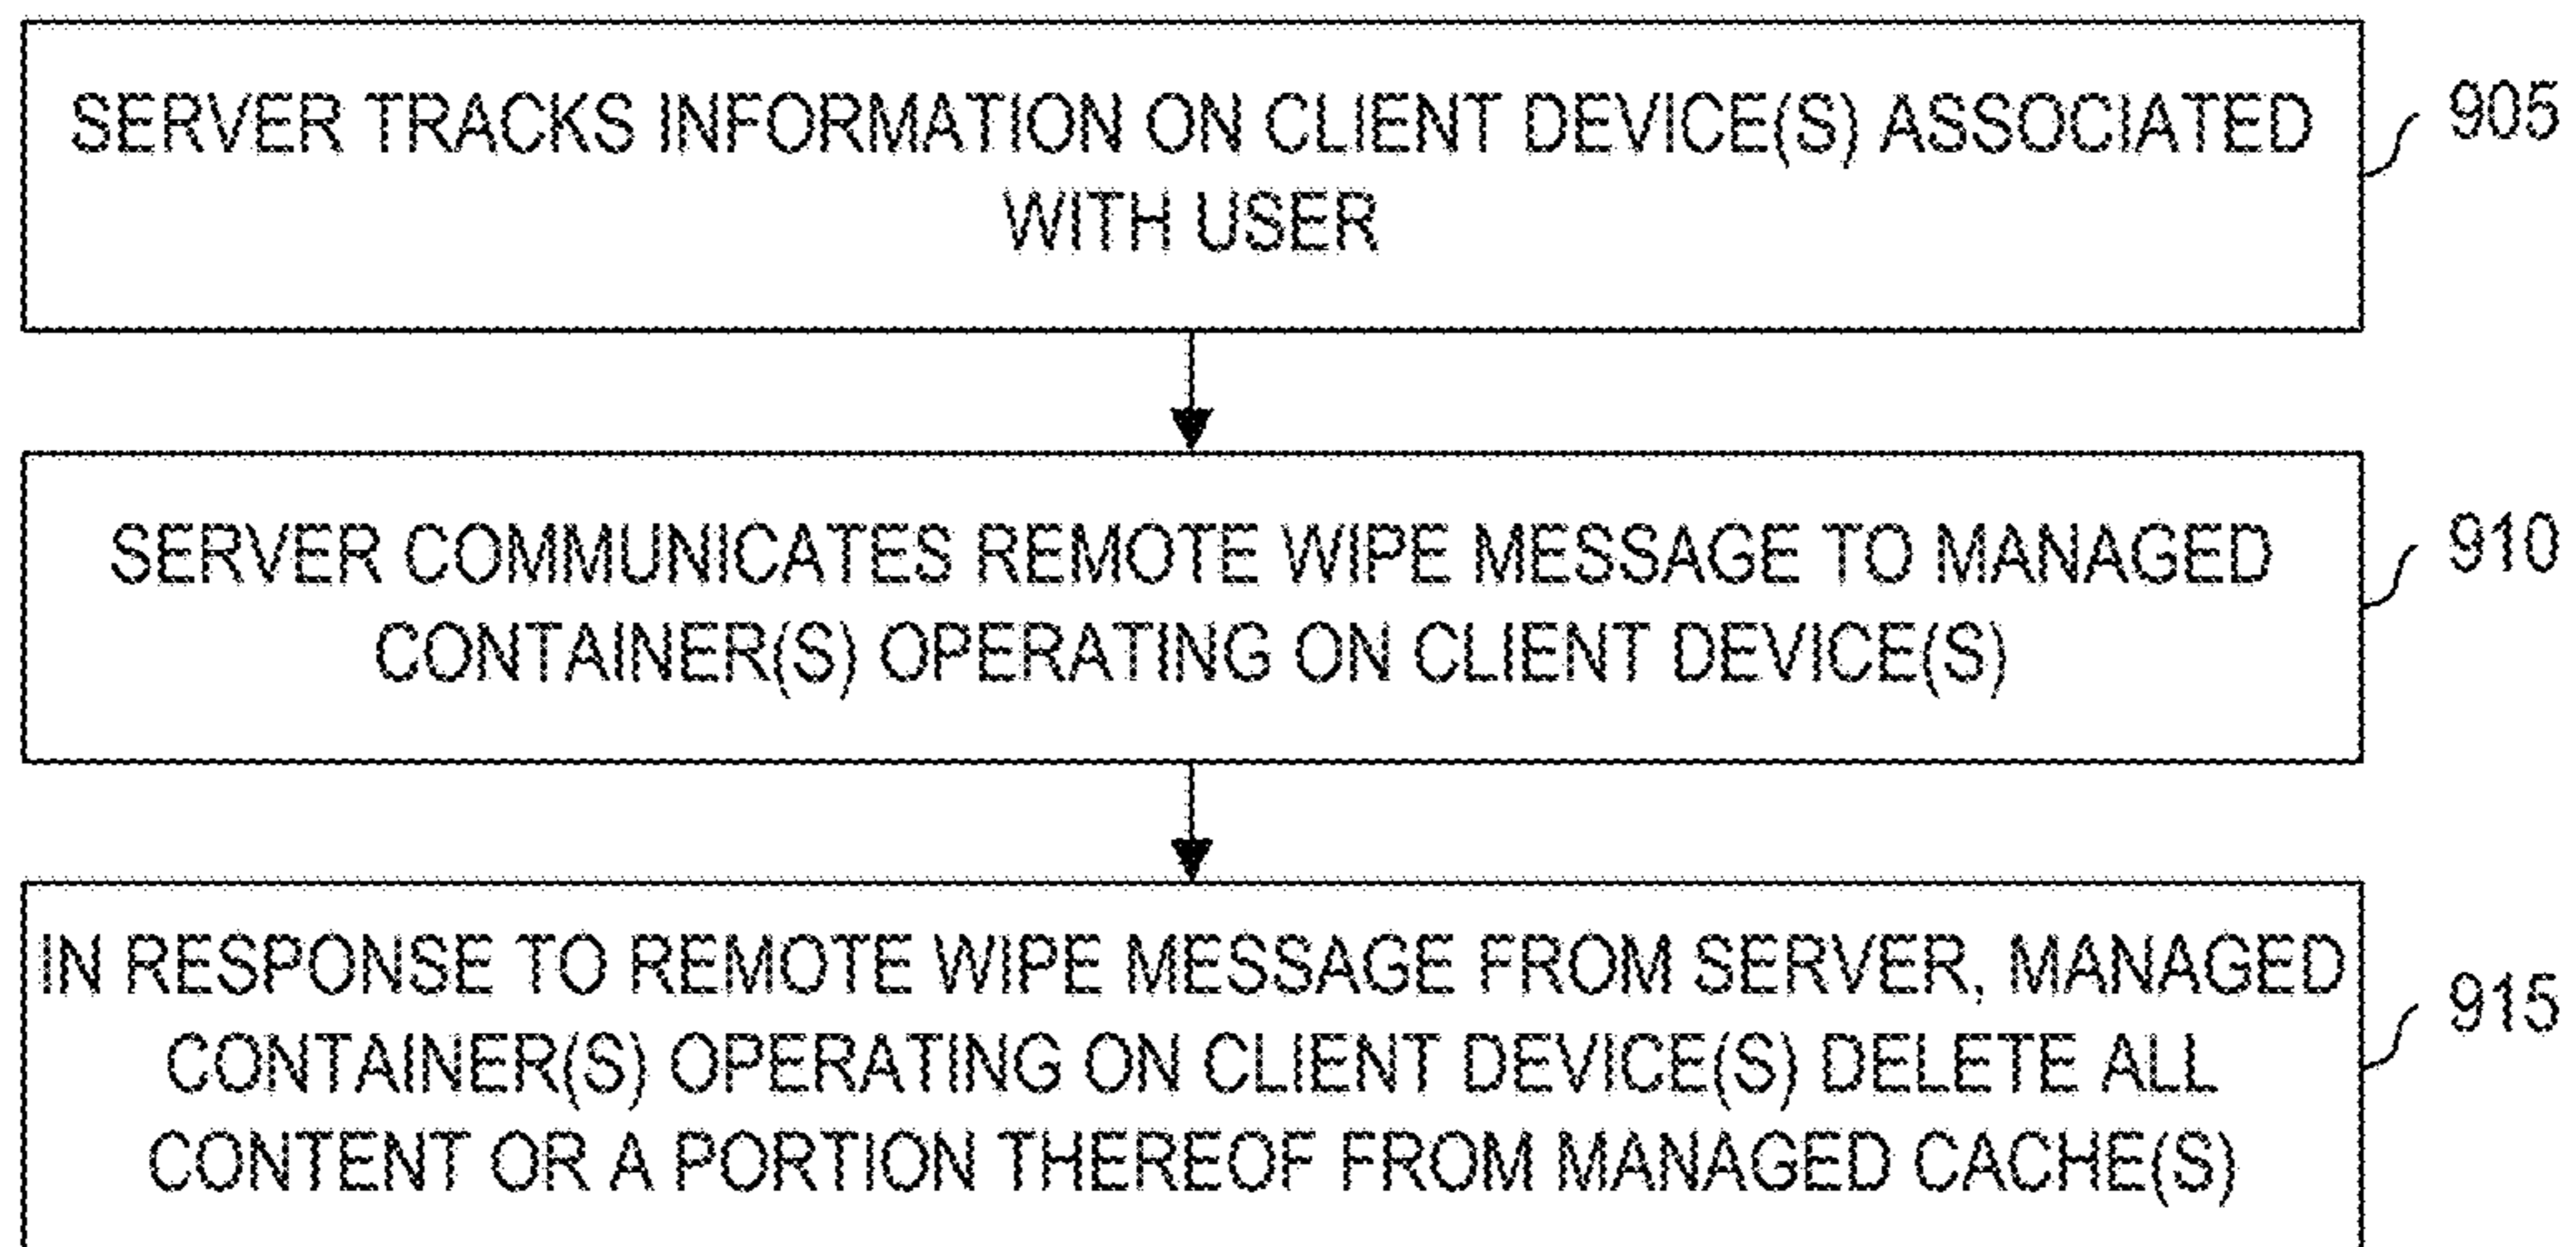 SERVER TRACKS INFORMATION ON CLIENT DEVICE(S) ASSOCIATED
WITH USER
905
SERVER COMMUNICATES REMOTE WIPE MESSAGE TO MANAGED
CONTAINER(S) OPERATING ON CLIENT DEVICE(S)
910
IN RESPONSE TO REMOTE WIPE MESSAGE FROM SERVER, MANAGED
CONTAINER(S) OPERATING ON CLIENT DEVICE(S) DELETE ALL
CONTENT OR A PORTION THEREOF FROM MANAGED CACHE(S)
915